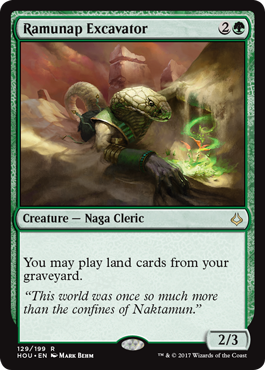 Ramunap Excavator 2
Creature — Naga Cleric
You may play land cards from your
graveyard.
“This world was once so much more
than the confines of Naktamun.”
2/3
129/199 R
HOU • EN MARK BEHM
™ & © 2017 Wizards of the Coast